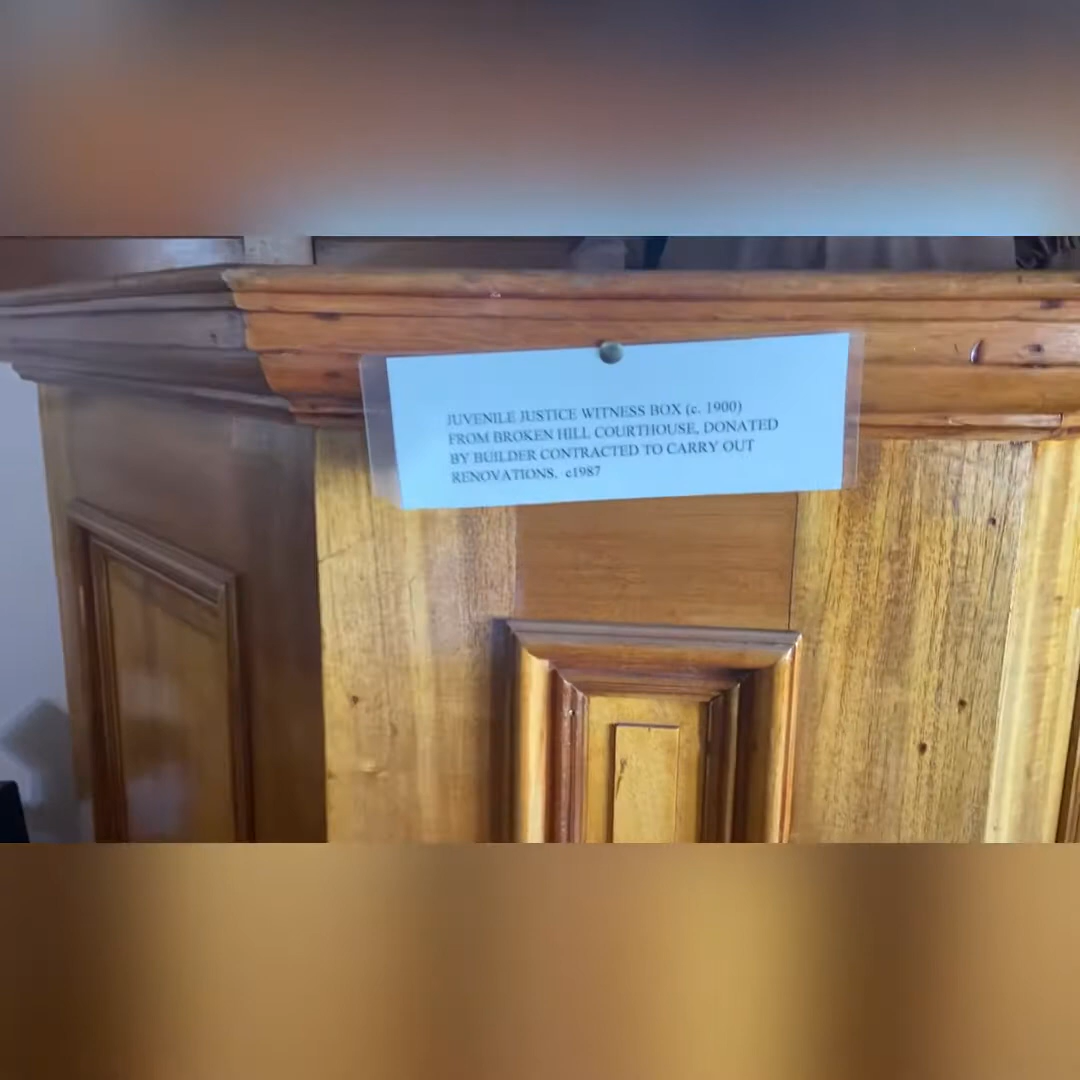 JUVENILE JUSTICE WITNESS BOX (c. 1900)
FROM BROKEN HILL COURTHOUSE, DONATED
BY BUILDER CONTRACTED TO CARRY OUT
RENOVATIONS. c1987